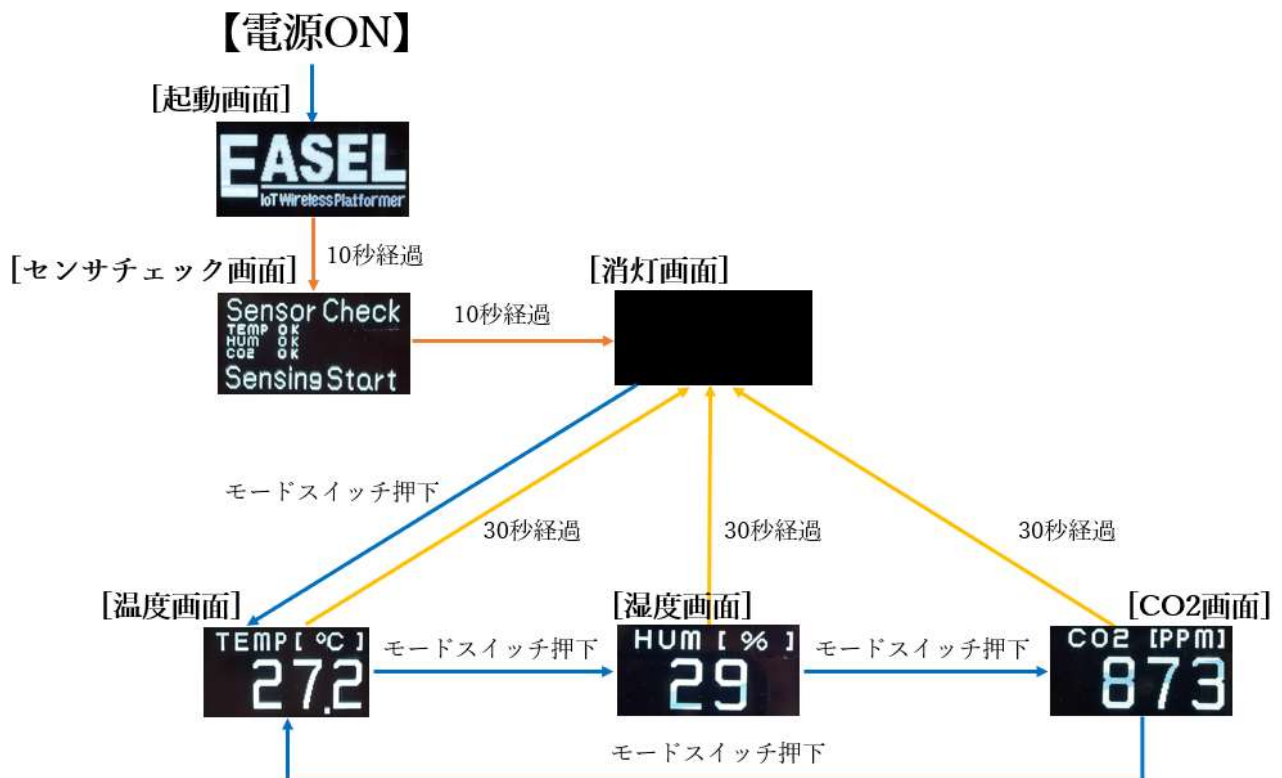 【電源ON】
[起動画面]
EASEL
IoT Wireless Platformer
10秒経過
[センサチェック画面]
[消灯画面]
Sensor Check
TEMP OK
HUM OK
CO2 OK
Sensing Start
10秒経過
モードスイッチ押下
30秒経過
30秒経過
30秒経過
[温度画面]
[湿度画面]
[CO2画面]
TEMP [ ℃ ]
27.2
モードスイッチ押下
HUM [ % ]
29
モードスイッチ押下
CO2 [PPM]
873
モードスイッチ押下